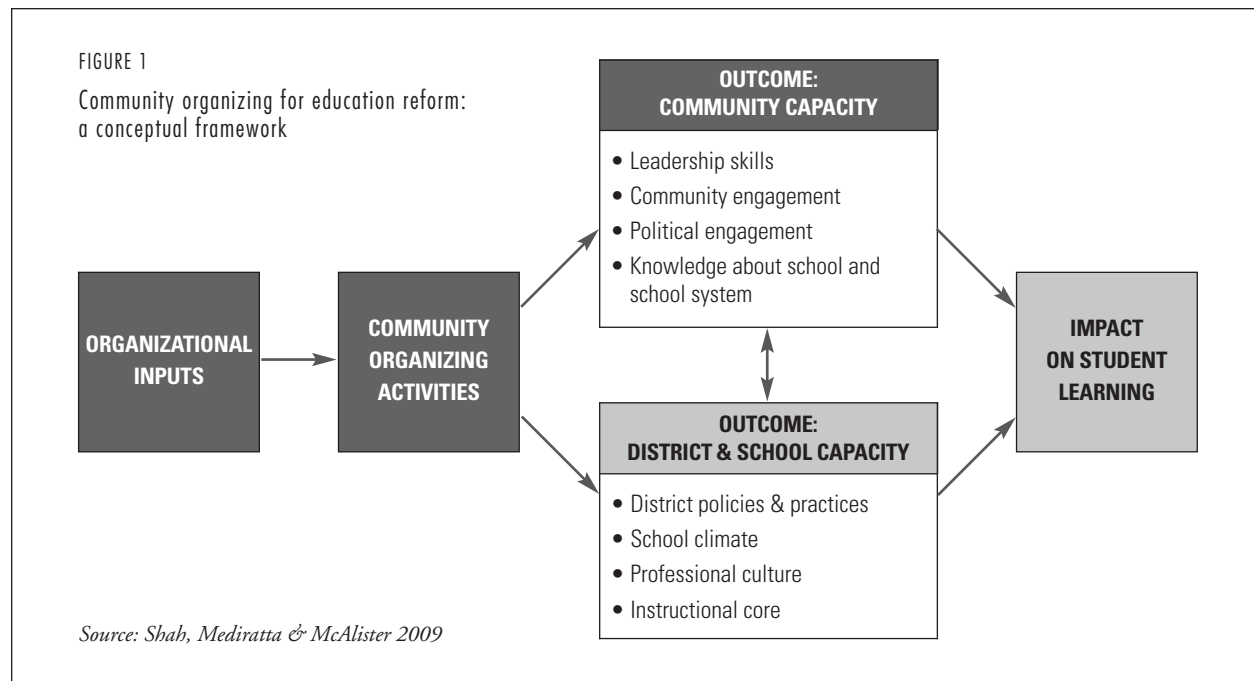 FIGURE 1
Community organizing for education reform:
a conceptual framework
ORGANIZATIONAL
INPUTS
COMMUNITY
ORGANIZING
ACTIVITIES
OUTCOME:
COMMUNITY CAPACITY
• Leadership skills
• Community engagement
• Political engagement
• Knowledge about school and
school system
OUTCOME:
DISTRICT & SCHOOL CAPACITY
• District policies & practices
• School climate
• Professional culture
• Instructional core
IMPACT
ON STUDENT
LEARNING
Source: Shah, Mediratta & McAlister 2009